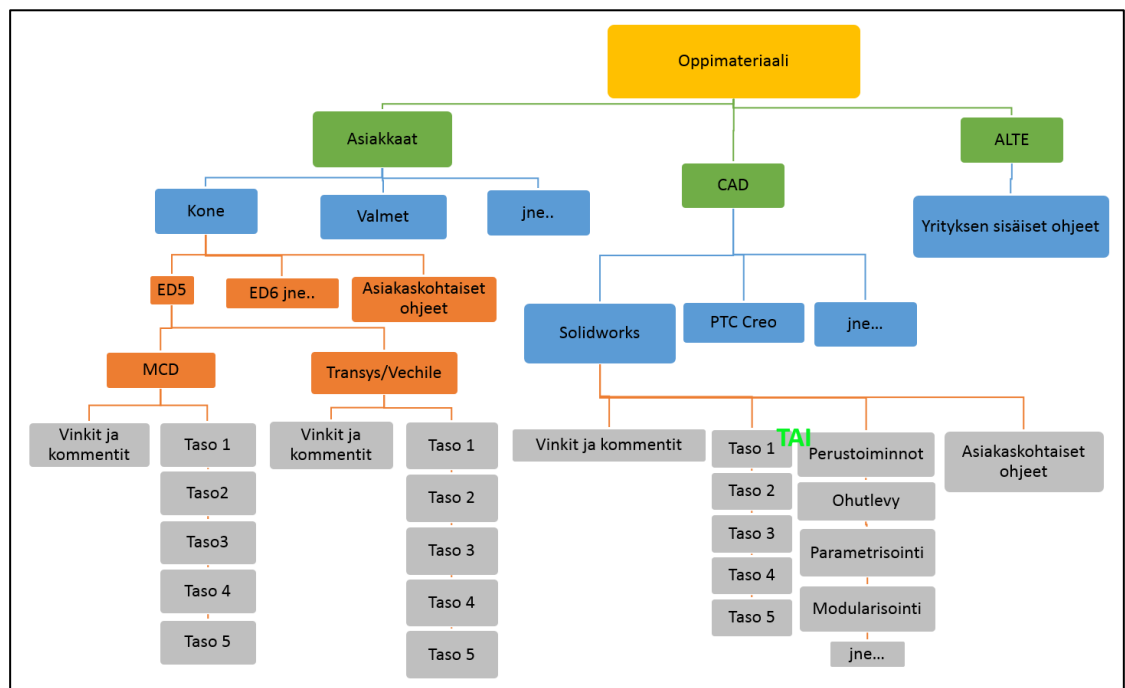 Oppimateriaali
Asiakkaat
CAD
ALTE
Kone
Valmet
jne..
Yrityksen sisäiset ohjeet
ED5
ED6 jne..
Asiakaskohtaiset
ohjeet
Solidworks
PTC Creo
jne...
MCD
Transys/Vechile
Vinkit ja
kommentit
Taso 1
Taso2
Taso3
Taso 4
Taso 5
Vinkit ja
kommentit
Taso 1
Taso 2
Taso 3
Taso 4
Taso 5
Vinkit ja kommentit
Taso 1
Taso 2
Taso 3
Taso 4
Taso 5
TAI
Perustoiminnot
Ohutlevy
Parametrisointi
Modularisointi
jne...
Asiakaskohtaiset
ohjeet